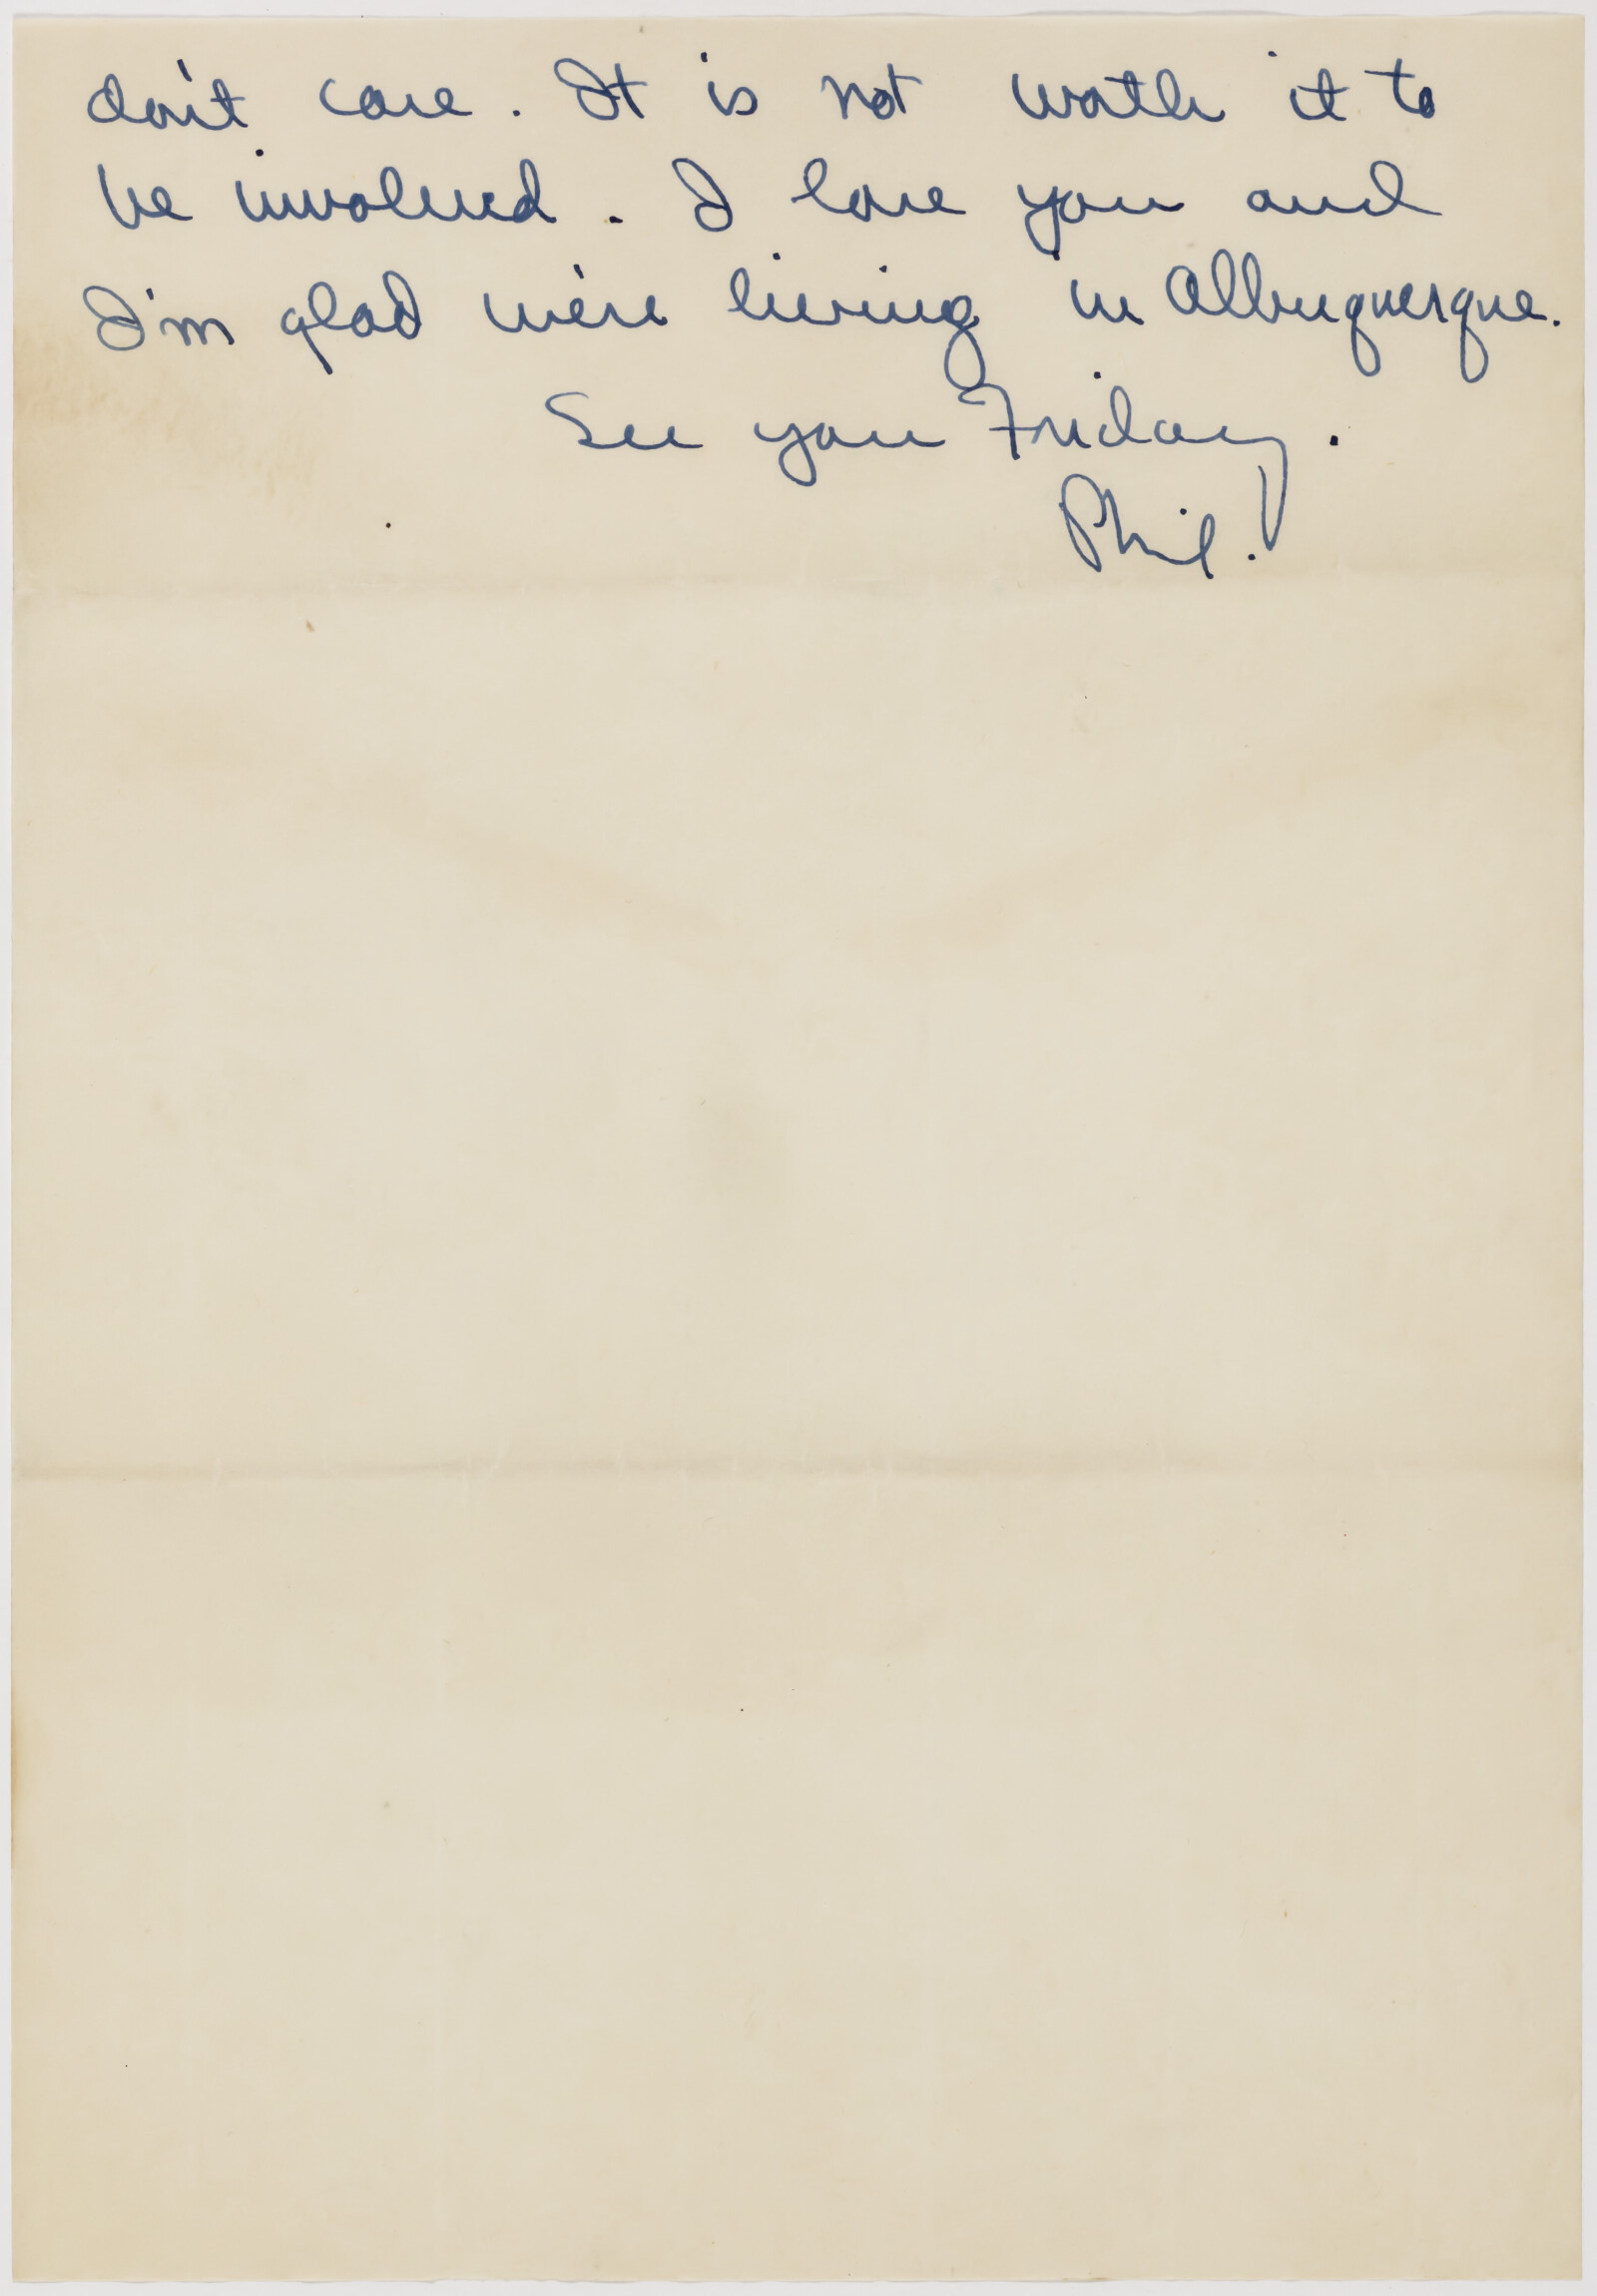 don't care. It is not worth it to
be involved. I love you and
I'm glad we're living in Albuquerque.
See you Friday.
Phil.